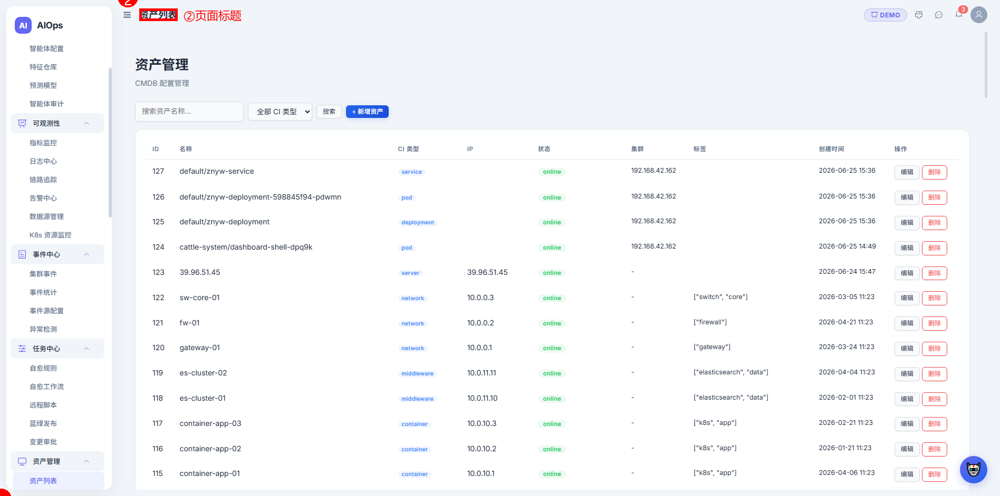 AI AIOps
智能体配置
特征仓库
预测模型
智能体审计
可观测性
指标监控
日志中心
链路追踪
告警中心
数据源管理
K8s 资源监控
事件中心
集群事件
事件统计
事件源配置
异常检测
任务中心
自愈规则
自愈工作流
远程脚本
蓝绿发布
变更审批
资产管理
资产列表
2
资产列表 ②页面标题
DEMO 3
资产管理
CMDB 配置管理
搜索资产名称... 全部 CI 类型 搜索 + 新增资产
ID 名称 CI 类型 IP 状态 集群 标签 创建时间 操作
127 default/znyw-service service online 192.168.42.162 2026-06-25 15:36 编辑 删除
126 default/znyw-deployment-598845f94-pdwmn pod online 192.168.42.162 2026-06-25 15:36 编辑 删除
125 default/znyw-deployment deployment online 192.168.42.162 2026-06-25 15:36 编辑 删除
124 cattle-system/dashboard-shell-dpq9k pod online 192.168.42.162 2026-06-25 14:49 编辑 删除
123 39.96.51.45 server 39.96.51.45 online - 2026-06-24 15:47 编辑 删除
122 sw-core-01 network 10.0.0.3 online - ["switch", "core"] 2026-03-05 11:23 编辑 删除
121 fw-01 network 10.0.0.2 online - ["firewall"] 2026-04-21 11:23 编辑 删除
120 gateway-01 network 10.0.0.1 online - ["gateway"] 2026-03-24 11:23 编辑 删除
119 es-cluster-02 middleware 10.0.11.11 online - ["elasticsearch", "data"] 2026-04-04 11:23 编辑 删除
118 es-cluster-01 middleware 10.0.11.10 online - ["elasticsearch", "data"] 2026-02-01 11:23 编辑 删除
117 container-app-03 container 10.0.10.3 online - ["k8s", "app"] 2026-02-21 11:23 编辑 删除
116 container-app-02 container 10.0.10.2 online - ["k8s", "app"] 2026-01-21 11:23 编辑 删除
115 container-app-01 container 10.0.10.1 online - ["k8s", "app"] 2026-04-06 11:23 编辑 删除